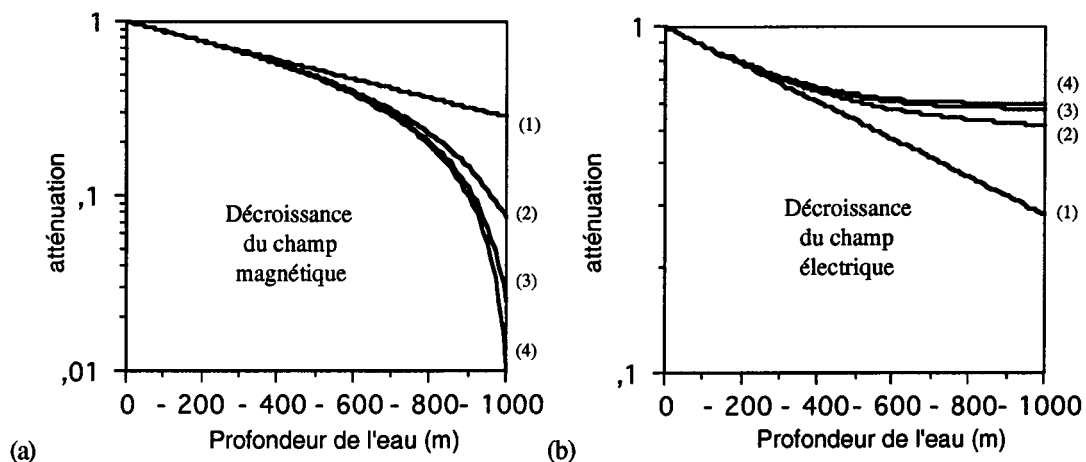 1
,1
,01
atténuation
Décroissance
du champ
magnétique
(1)
(2)
(3)
(4)
0 - 200 - 400 - 600 - 800 - 1000
Profondeur de l'eau (m)
(a)
1
,1
atténuation
Décroissance
du champ
électrique
(4)
(3)
(2)
(1)
0 - 200 - 400 - 600 - 800 - 1000
Profondeur de l'eau (m)
(b)